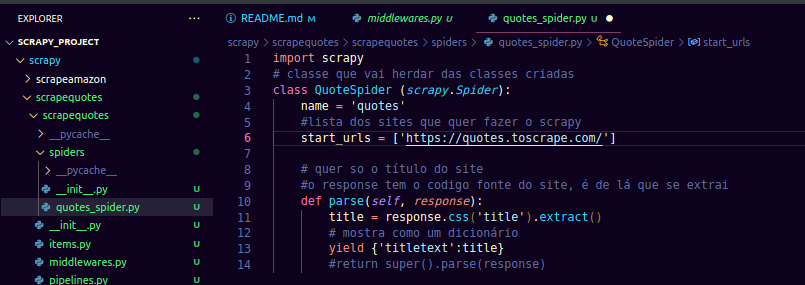 EXPLORER ···
README.md M
middlewares.py U
quotes_spider.py
SCRAPY_PROJECT
scrapy > scrapequotes > scrapequotes > spiders > quotes_spider.py > QuoteSpider > start_urls
scrapy
scrapeamazon
scrapequotes
scrapequotes
__pycache__
spiders
__pycache__
__init__.py U
quotes_spider.py U
__init__.py U
items.py U
middlewares.py U
pipelines.py U
1 import scrapy
2 # classe que vai herdar das classes criadas
3 class QuoteSpider (scrapy.Spider):
4 name = 'quotes'
5 #lista dos sites que quer fazer o scrapy
6 start_urls = ['https://quotes.toscrape.com/']
7
8 # quer so o título do site
9 #o response tem o codigo fonte do site, é de lá que se extrai
10 def parse(self, response):
11 title = response.css('title').extract()
12 # mostra como um dicionário
13 yield {'titletext':title}
14 #return super().parse(response)